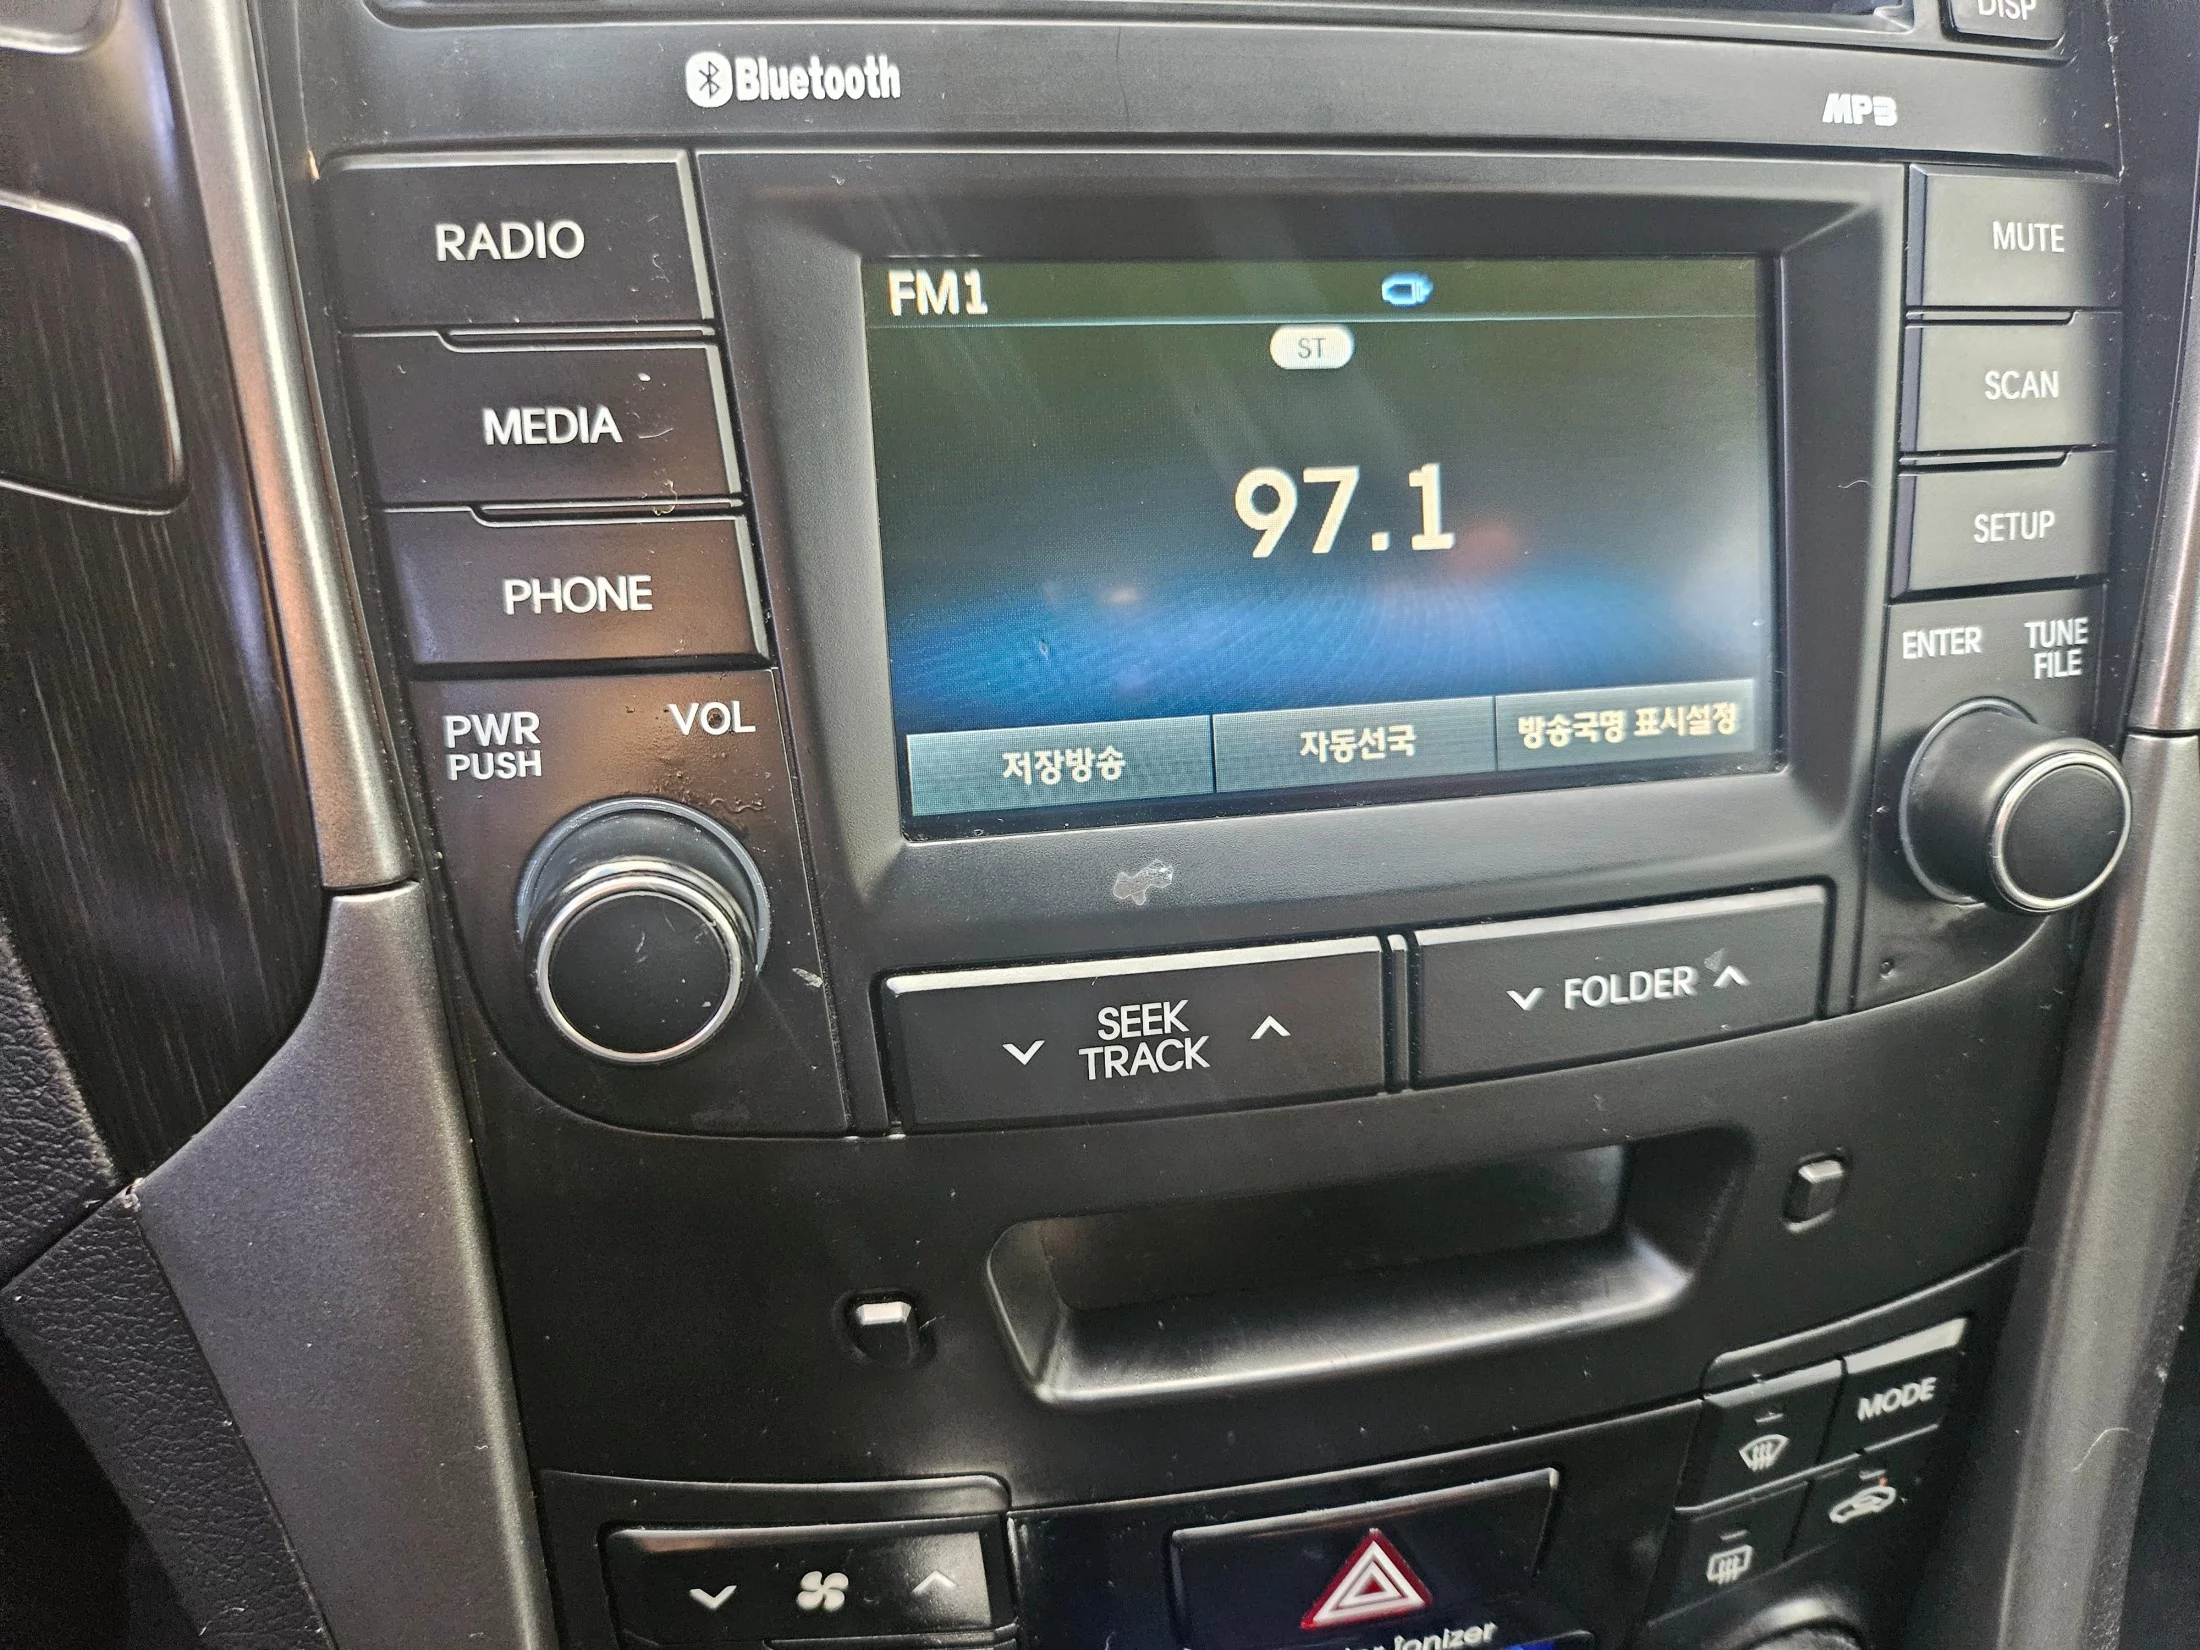 DISP
Bluetooth
MP3
RADIO
MEDIA
PHONE
PWR
PUSH
VOL
FM1
ST
97.1
저장방송
자동선국
방송국명 표시설정
MUTE
SCAN
SETUP
ENTER
TUNE
FILE
SEEK
TRACK
FOLDER
MODE
Ionizer